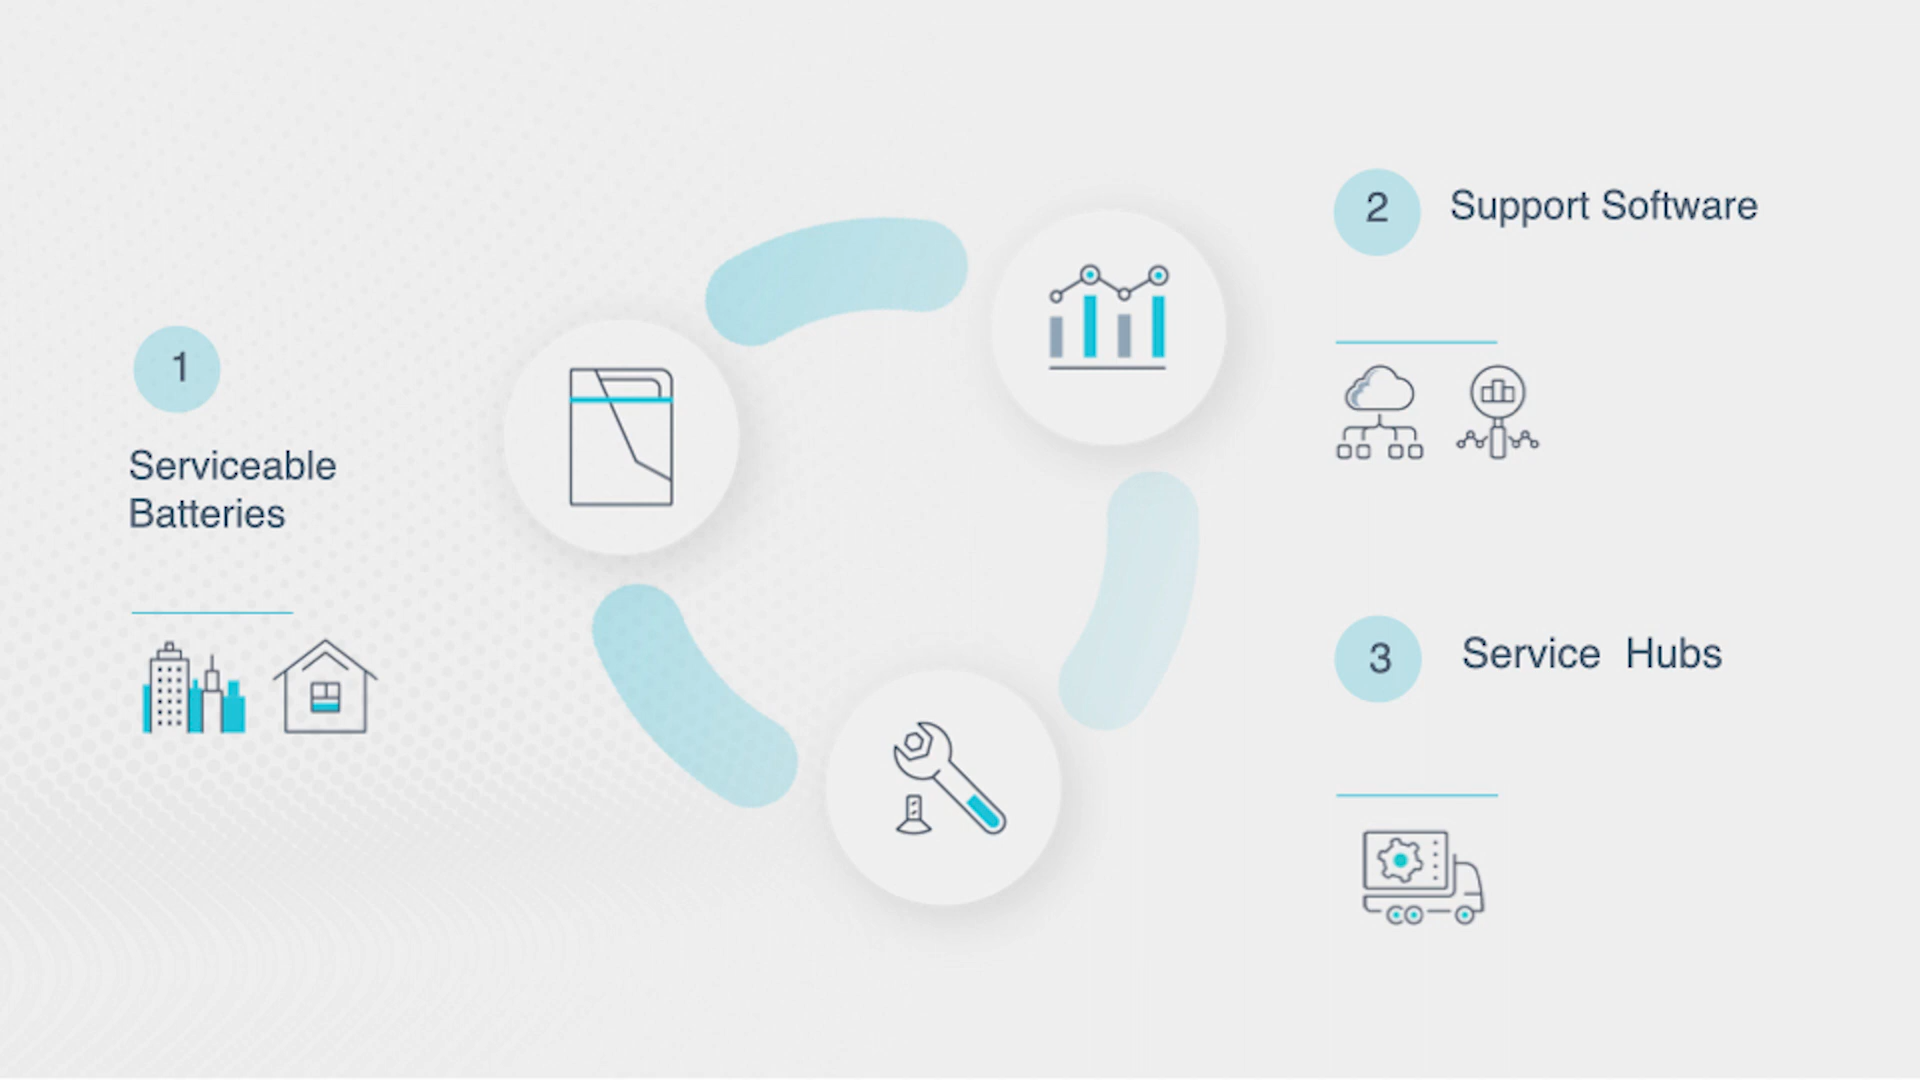 1
Serviceable
Batteries
2
Support Software
3
Service Hubs